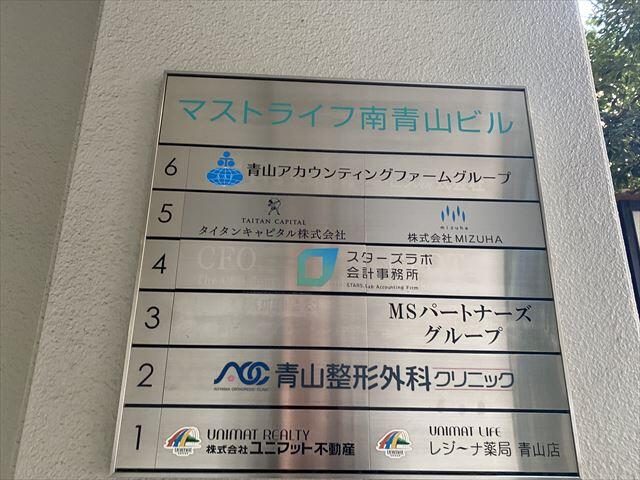 マストライフ南青山ビル
6 青山アカウンティングファームグループ
5 TAITAN CAPITAL
タイタンキャピタル株式会社
mizuha
株式会社MIZUHA
4 スターズラボ
会計事務所
STARS Lab Accounting Firm
CFO
3 MSパートナーズ
グループ
2 AOC 青山整形外科クリニック
AOYAMA ORTHOPEDIC CLINIC
1 UNIMAT REALTY
株式会社ユニマット不動産
UNIMAT LIFE
レジーナ薬局 青山店